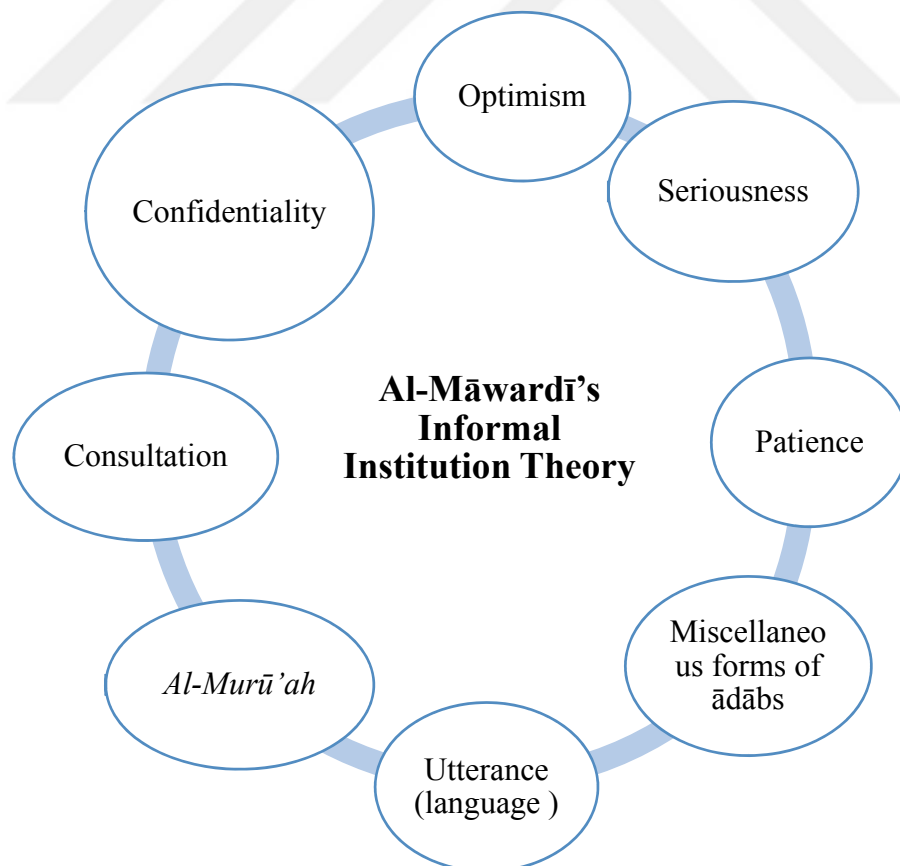 Optimism
Seriousness
Patience
Miscellaneo
us forms of
ādābs
Utterance
(language )
Al-Murū’ah
Consultation
Confidentiality
Al-Māwardī’s
Informal
Institution Theory